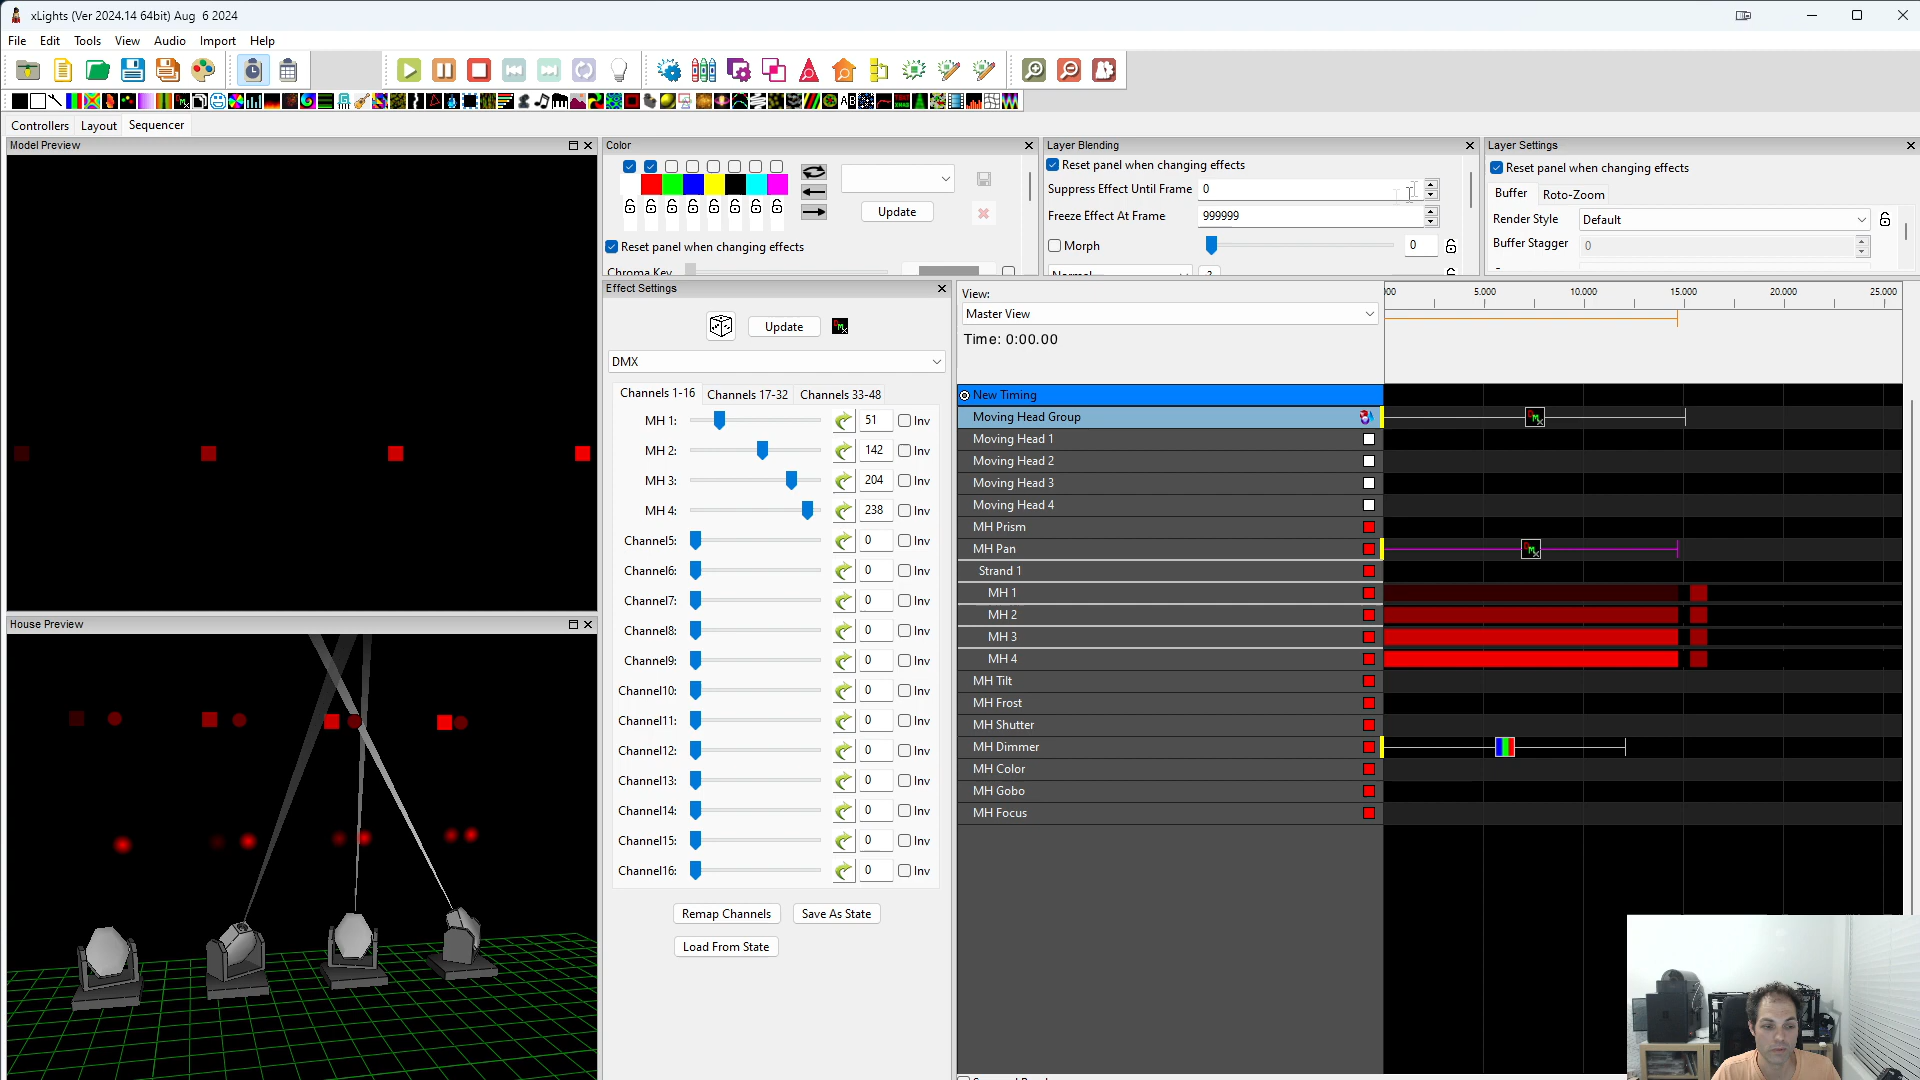 xLights (Ver 2024.14 64bit) Aug 6 2024
File Edit Tools View Audio Import Help
Controllers Layout Sequencer
Model Preview
Color
Update
Reset panel when changing effects
Chroma Key
Layer Blending
Reset panel when changing effects
Suppress Effect Until Frame 0
Freeze Effect At Frame 999999
Morph 0
Layer Settings
Reset panel when changing effects
Buffer Roto-Zoom
Render Style Default
Buffer Stagger 0
House Preview
Effect Settings
Update
DMX
Channels 1-16 Channels 17-32 Channels 33-48
MH 1: 51 Inv
MH 2: 142 Inv
MH 3: 204 Inv
MH 4: 238 Inv
Channel5: 0 Inv
Channel6: 0 Inv
Channel7: 0 Inv
Channel8: 0 Inv
Channel9: 0 Inv
Channel10: 0 Inv
Channel11: 0 Inv
Channel12: 0 Inv
Channel13: 0 Inv
Channel14: 0 Inv
Channel15: 0 Inv
Channel16: 0 Inv
Remap Channels Save As State
Load From State
View:
Master View
Time: 0:00.00
5.000 10.000 15.000 20.000 25.000
New Timing
Moving Head Group
Moving Head 1
Moving Head 2
Moving Head 3
Moving Head 4
MH Prism
MH Pan
Strand 1
MH 1
MH 2
MH 3
MH 4
MH Tilt
MH Frost
MH Shutter
MH Dimmer
MH Color
MH Gobo
MH Focus